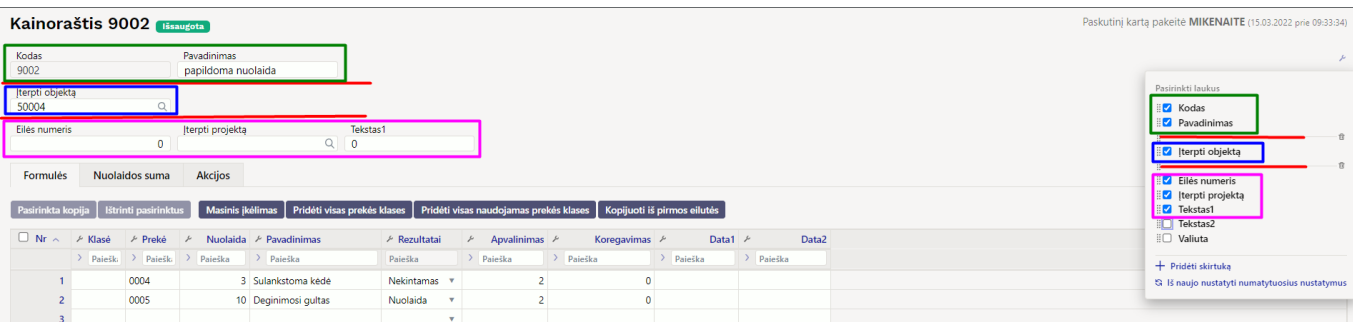 Kainoraštis 9002 Išsaugota
Paskutinį kartą pakeitė MIKENAITE (15.03.2022 prie 09:33:34)
Kodas Pavadinimas
9002 papildoma nuolaida
Įterpti objektą
50004
Eilės numeris Įterpti projektą Tekstas1
0 0
Formulės Nuolaidos suma Akcijos
Pasirinkta kopija Ištrinti pasirinktus Masinis įkėlimas Pridėti visas prekės klases Pridėti visas naudojamas prekės klases Kopijuoti iš pirmos eilutės
Nr Klasė Prekė Nuolaida Pavadinimas Rezultatai Apvalinimas Koregavimas Data1 Data2
Paiešk Paiešk Paieška Paieška Paieška Paieška Paieška Paieška Paieška
1 0004 3 Sulankstoma kėdė Nekintamas 2 0
2 0005 10 Deginimosi gultas Nuolaida 2 0
3
Pasirinkti laukus
Kodas
Pavadinimas
Įterpti objektą
Eilės numeris
Įterpti projektą
Tekstas1
Tekstas2
Valiuta
+ Pridėti skirtuką
Iš naujo nustatyti numatytuosius nustatymus